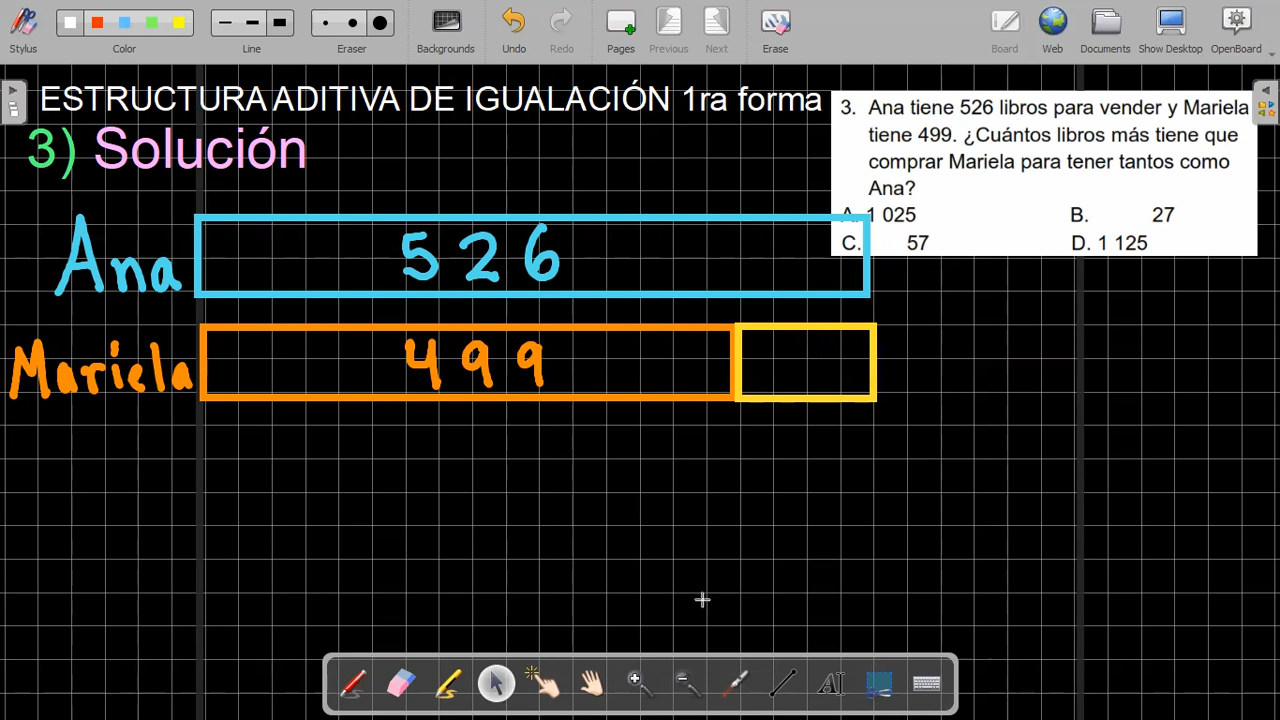 Stylus Color Line Eraser Backgrounds Undo Redo Pages Previous Next Erase Board Web Documents Show Desktop OpenBoard
ESTRUCTURA ADITIVA DE IGUALACIÓN 1ra forma
3) Solución
3. Ana tiene 526 libros para vender y Mariela
tiene 499. ¿Cuántos libros más tiene que
comprar Mariela para tener tantos como
Ana?
A. 1 025 B. 27
C. 57 D. 1 125
Ana 526
Mariela 499
AI